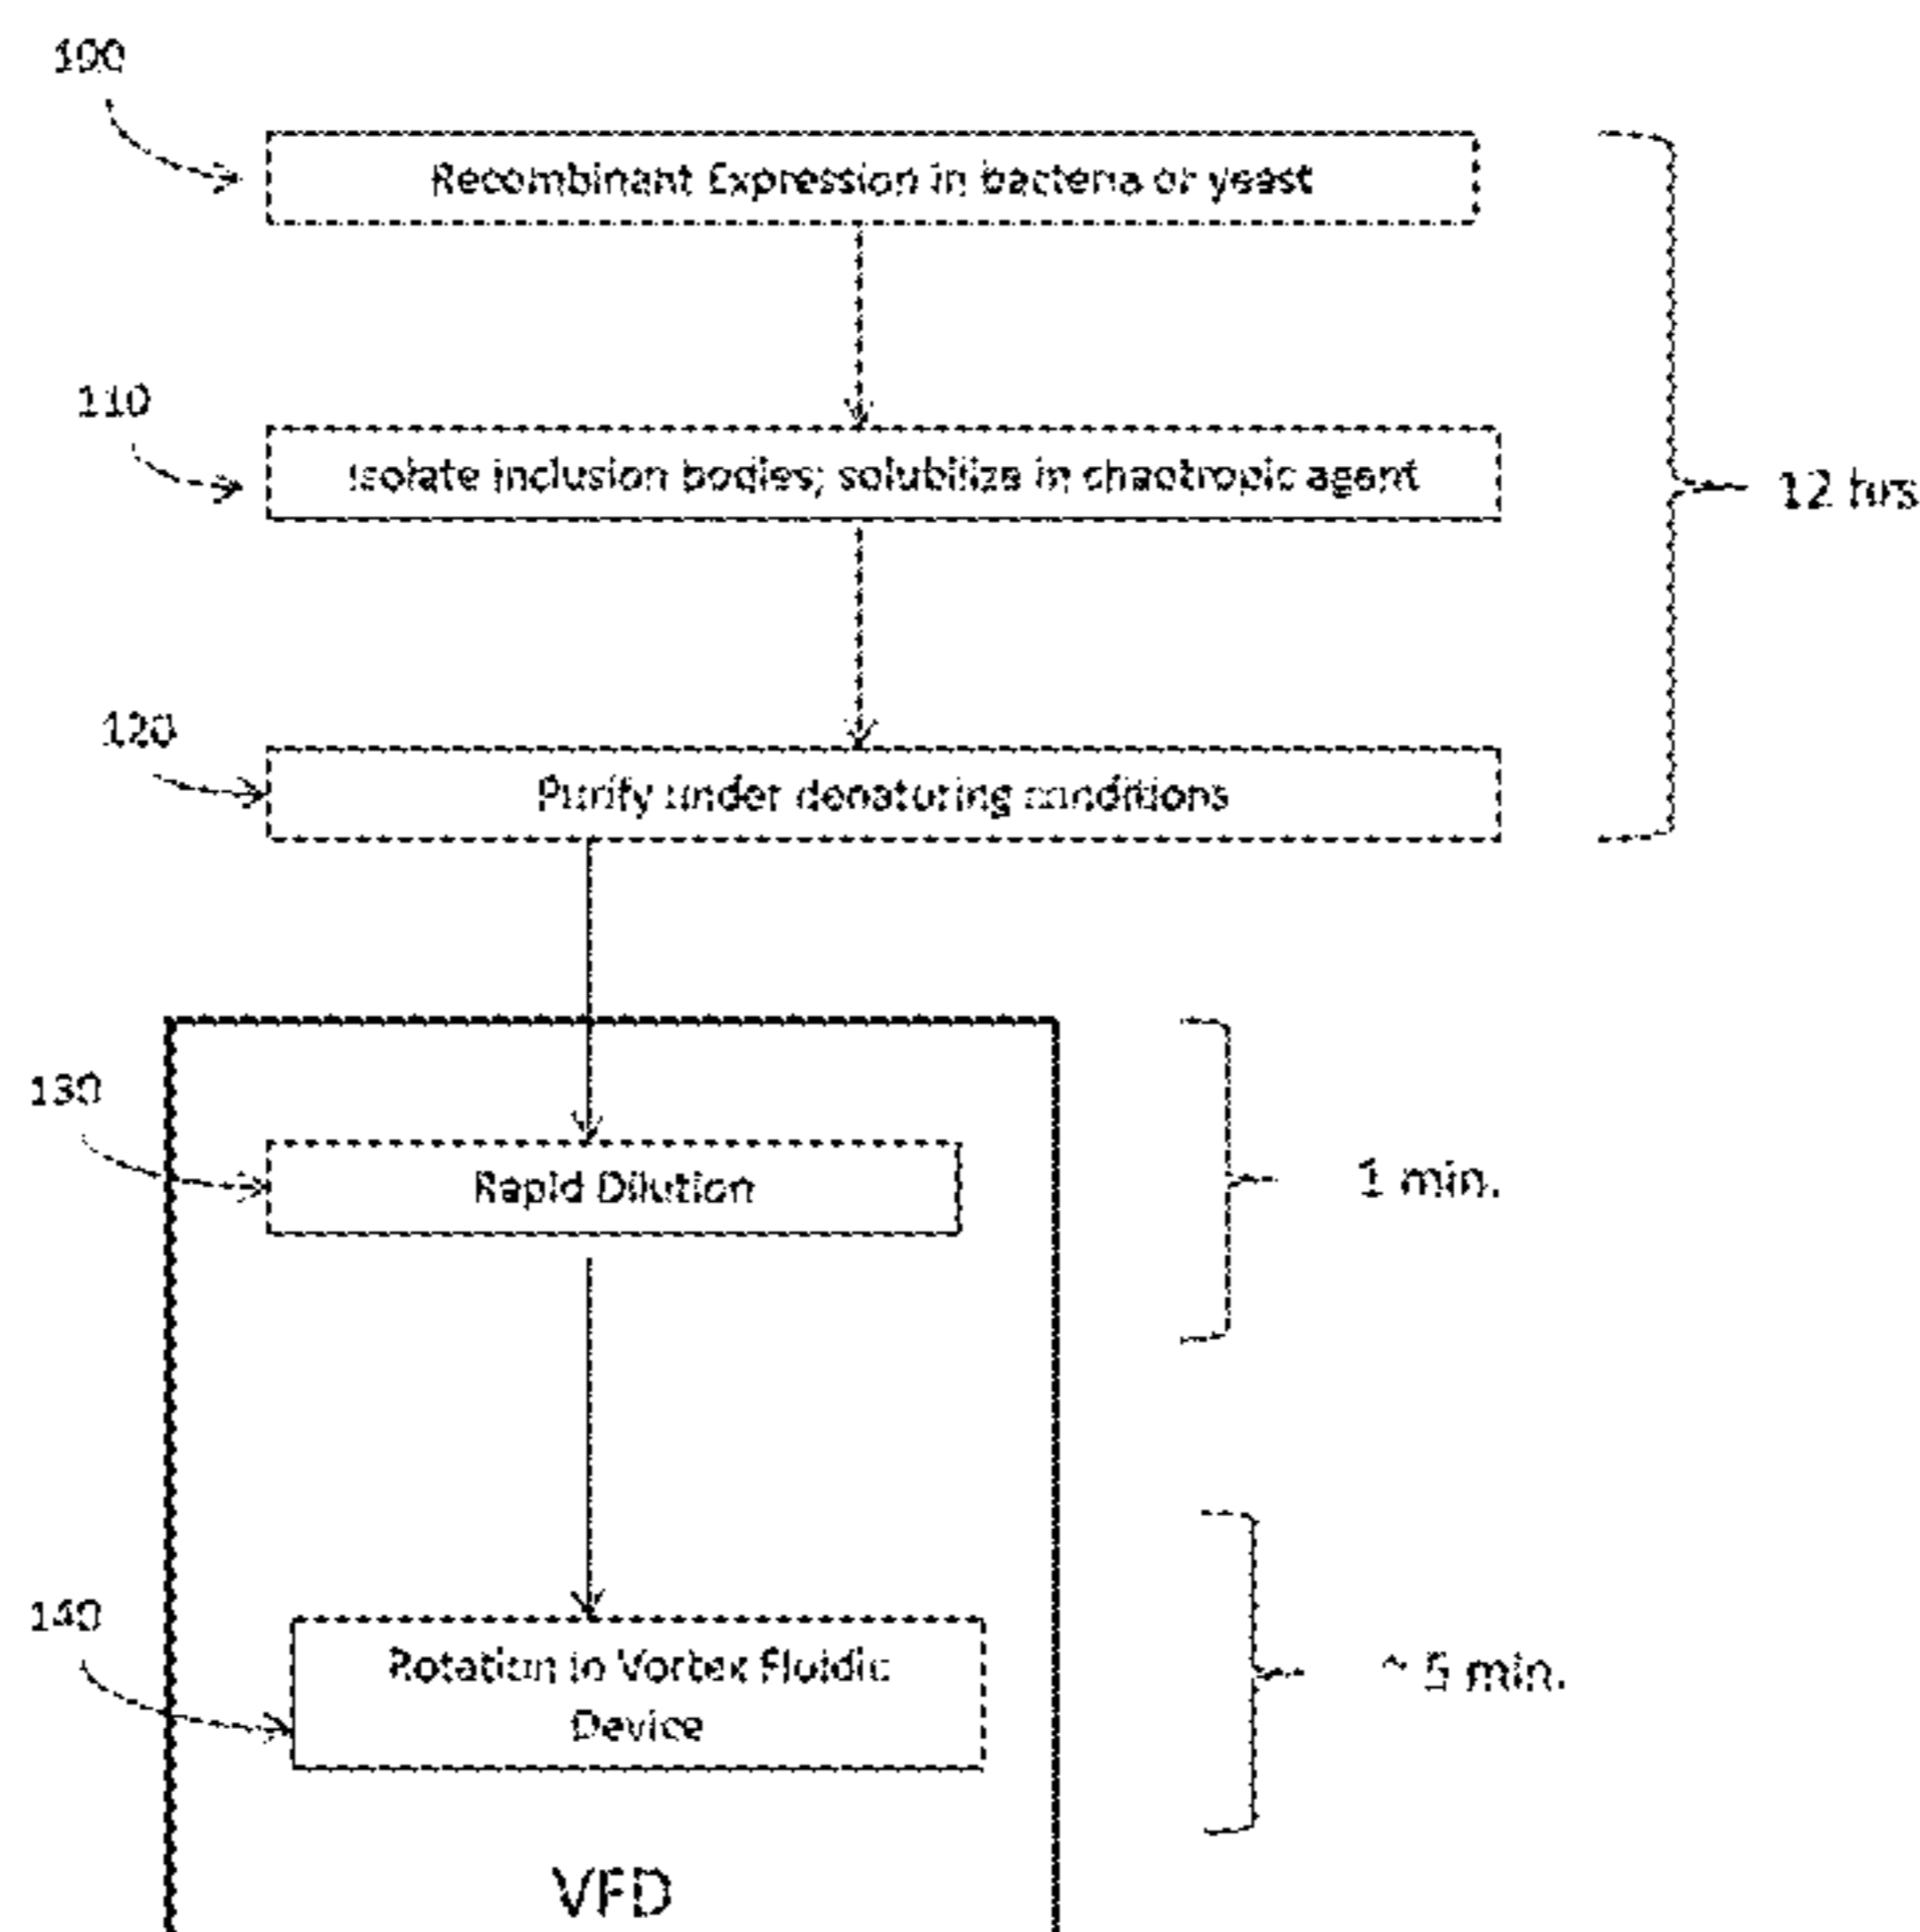 100
Recombinant Expression in bacteria or yeast
110
Isolate inclusion bodies; solubilize in chaotropic agent
12 hrs
120
Purify under denaturing conditions
130
Rapid Dilution
1 min.
140
Rotation in Vortex Fluidic
Device
~ 5 min.
VFD